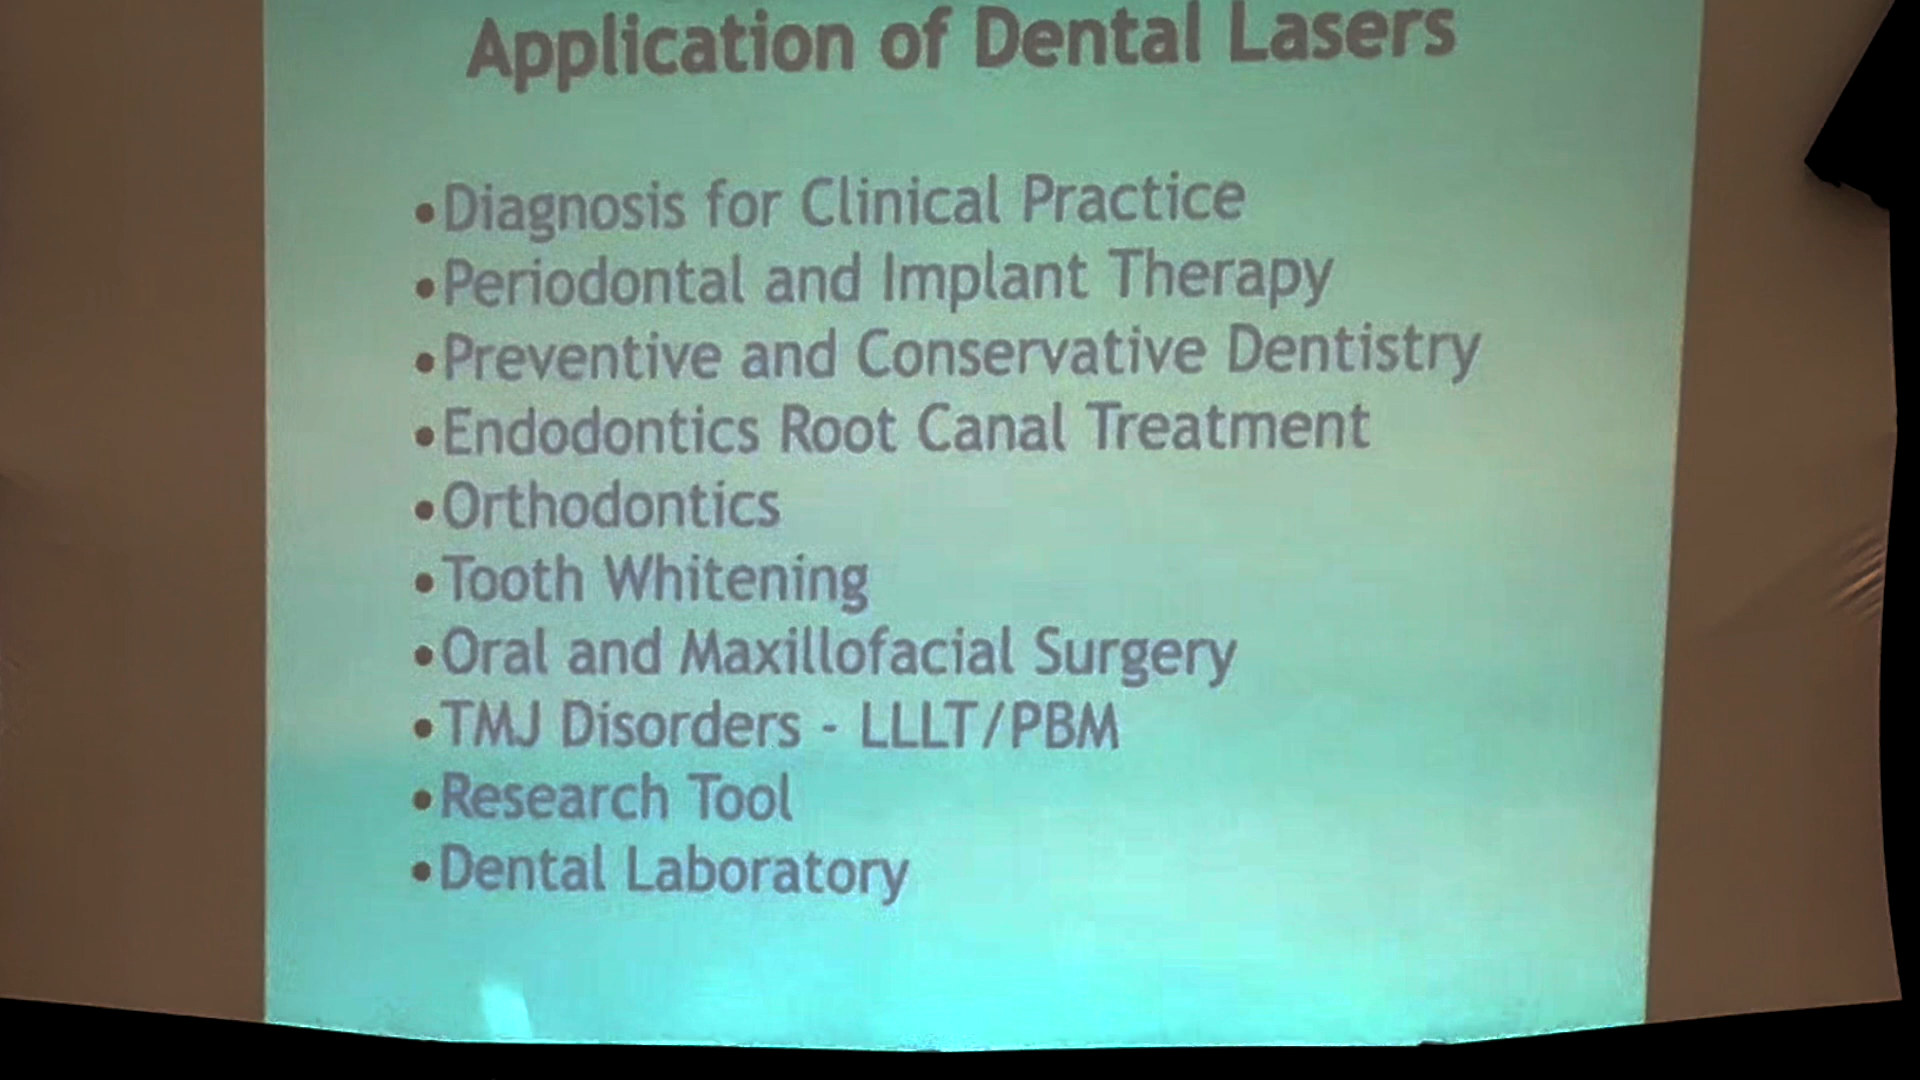 Application of Dental Lasers
•Diagnosis for Clinical Practice
•Periodontal and Implant Therapy
•Preventive and Conservative Dentistry
•Endodontics Root Canal Treatment
•Orthodontics
•Tooth Whitening
•Oral and Maxillofacial Surgery
•TMJ Disorders - LLLT/PBM
•Research Tool
•Dental Laboratory